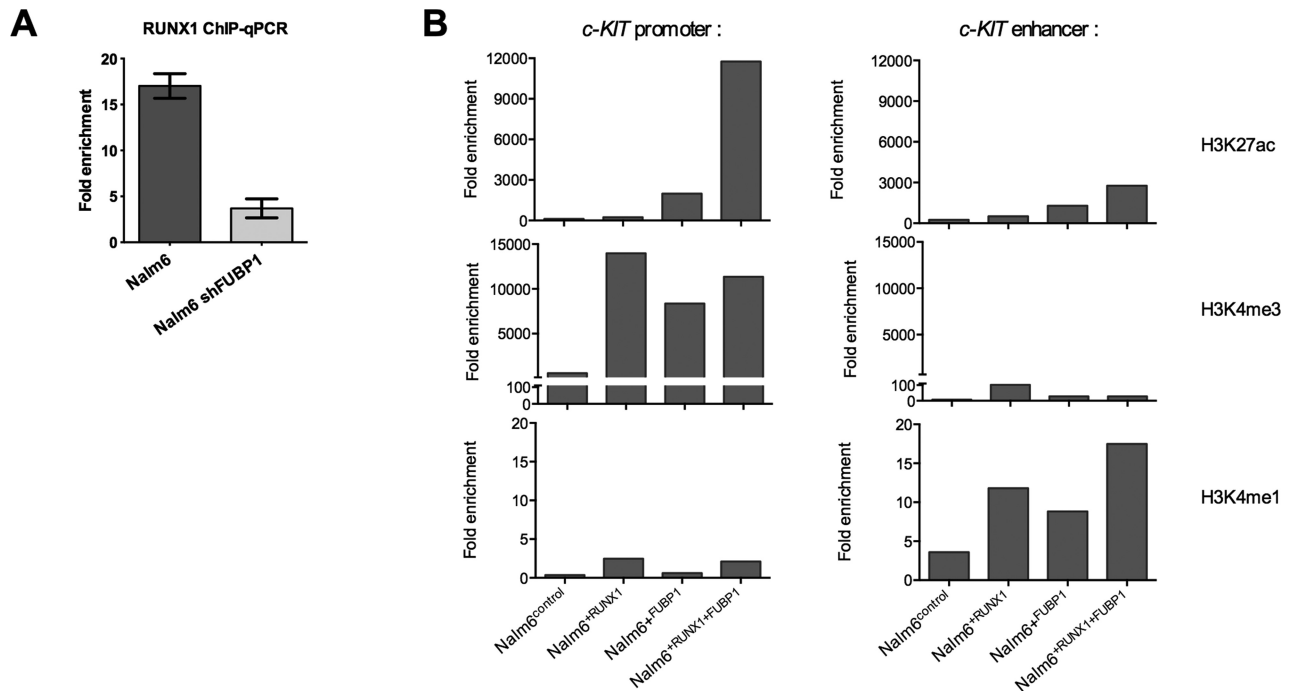 A
RUNX1 ChIP-qPCR
Fold enrichment
20
15
10
5
0
Nalm6
Nalm6 shFUBP1
B
c-KIT promoter :
c-KIT enhancer :
Fold enrichment
12000
9000
6000
3000
0
Fold enrichment
12000
9000
6000
3000
0
H3K27ac
Fold enrichment
15000
10000
5000
100
0
Fold enrichment
15000
10000
5000
100
0
H3K4me3
Fold enrichment
20
15
10
5
0
Fold enrichment
20
15
10
5
0
H3K4me1
Nalm6control
Nalm6+RUNX1
Nalm6+FUBP1
Nalm6+RUNX1+FUBP1
Nalm6control
Nalm6+RUNX1
Nalm6+FUBP1
Nalm6+RUNX1+FUBP1